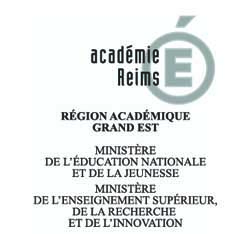 académie
Reims
É
RÉGION ACADÉMIQUE
GRAND EST
MINISTÈRE
DE L'ÉDUCATION NATIONALE
ET DE LA JEUNESSE
MINISTÈRE
DE L'ENSEIGNEMENT SUPÉRIEUR,
DE LA RECHERCHE
ET DE L'INNOVATION